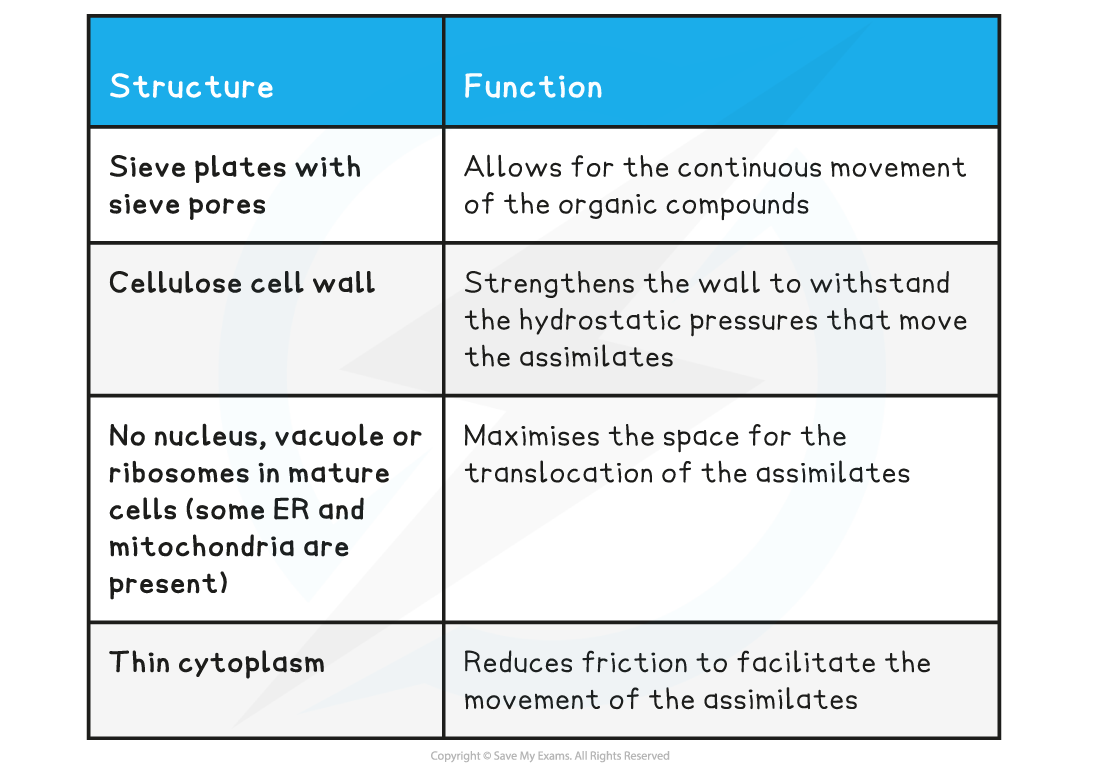 Structure
Function
Sieve plates with
sieve pores
Allows for the continuous movement
of the organic compounds
Cellulose cell wall
Strengthens the wall to withstand
the hydrostatic pressures that move
the assimilates
No nucleus, vacuole or
ribosomes in mature
cells (some ER and
mitochondria are
present)
Maximises the space for the
translocation of the assimilates
Thin cytoplasm
Reduces friction to facilitate the
movement of the assimilates
Copyright © Save My Exams. All Rights Reserved